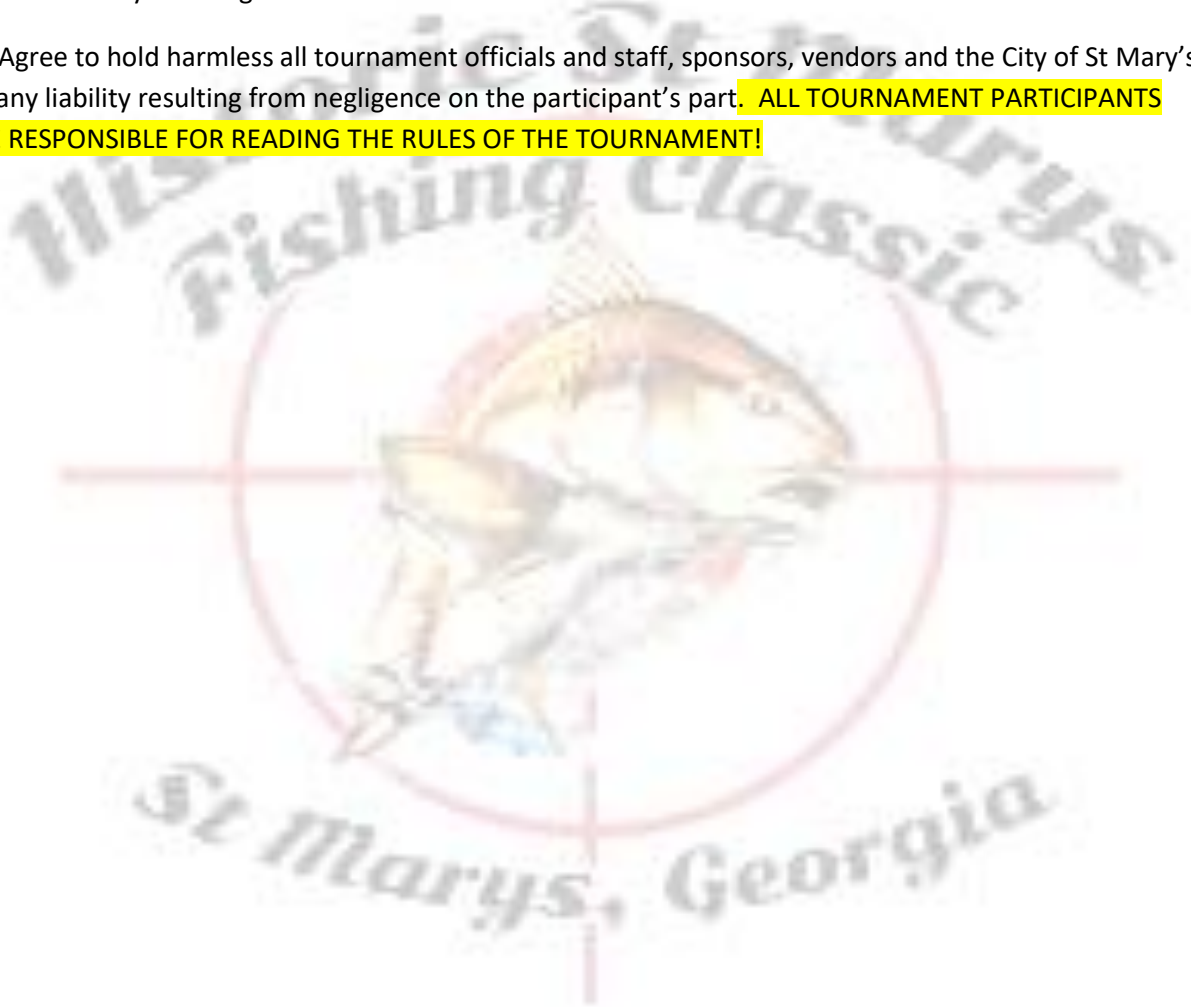 Agree to hold harmless all tournament officials and staff, sponsors, vendors and the City of St Mary’s
any liability resulting from negligence on the participant’s part. ALL TOURNAMENT PARTICIPANTS
RESPONSIBLE FOR READING THE RULES OF THE TOURNAMENT!
Historic St Marys
Fishing Classic
St Marys, Georgia